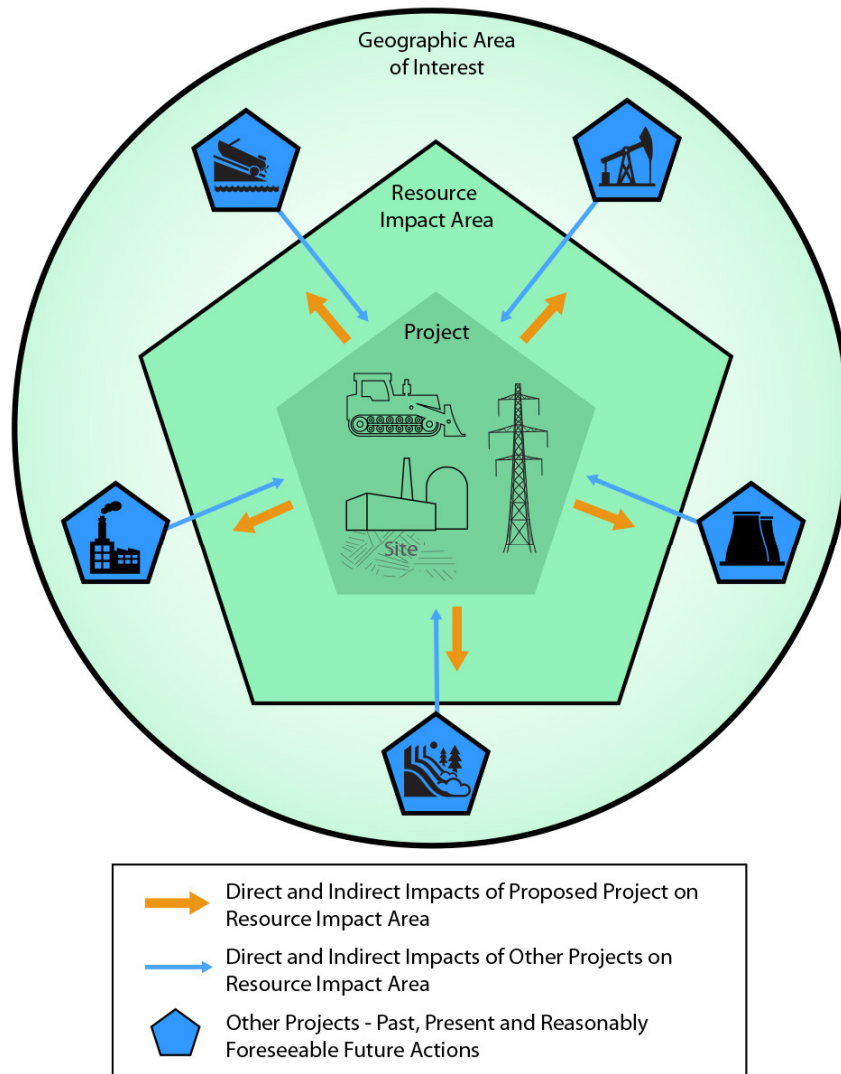 Geographic Area
of Interest
Resource
Impact Area
Project
Site
Direct and Indirect Impacts of Proposed Project on
Resource Impact Area
Direct and Indirect Impacts of Other Projects on
Resource Impact Area
Other Projects - Past, Present and Reasonably
Foreseeable Future Actions